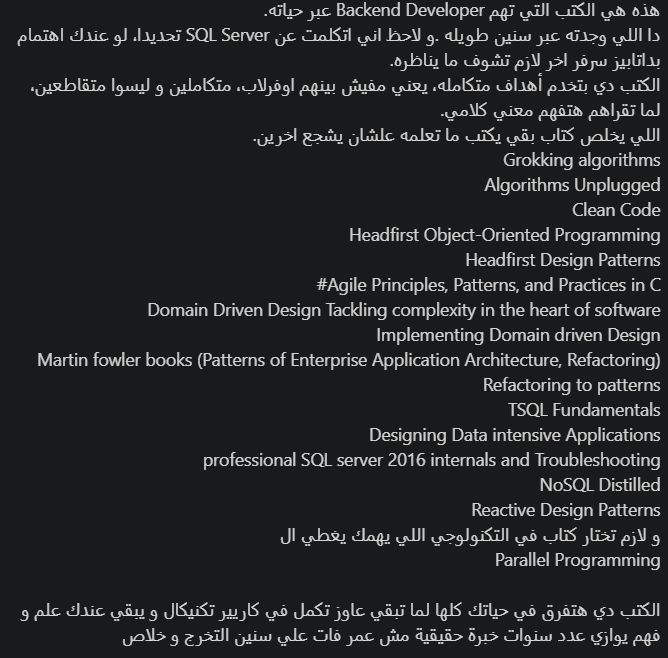 هذه هي الكتب التي تهم Backend Developer عبر حياته.
دا اللي وجدته عبر سنين طويله .و لاحظ اني اتكلمت عن SQL Server تحديدا، لو عندك اهتمام
بداتابيز سرفر اخر لازم تشوف ما يناظره.
الكتب دي بتخدم أهداف متكامله، يعني مفيش بينهم اوفرلاب، متكاملين و ليسوا متقاطعين،
لما تقراهم هتفهم معني كلامي.
اللي يخلص كتاب بقي يكتب ما تعلمه علشان يشجع اخرين.
Grokking algorithms
Algorithms Unplugged
Clean Code
Headfirst Object-Oriented Programming
Headfirst Design Patterns
#Agile Principles, Patterns, and Practices in C
Domain Driven Design Tackling complexity in the heart of software
Implementing Domain driven Design
Martin fowler books (Patterns of Enterprise Application Architecture, Refactoring)
Refactoring to patterns
TSQL Fundamentals
Designing Data intensive Applications
professional SQL server 2016 internals and Troubleshooting
NoSQL Distilled
Reactive Design Patterns
و لازم تختار كتاب في التكنولوجي اللي يهمك يغطي ال
Parallel Programming
الكتب دي هتفرق في حياتك كلها لما تبقي عاوز تكمل في كاريير تكنيكال و يبقي عندك علم و
فهم يوازي عدد سنوات خبرة حقيقية مش عمر فات علي سنين التخرج و خلاص